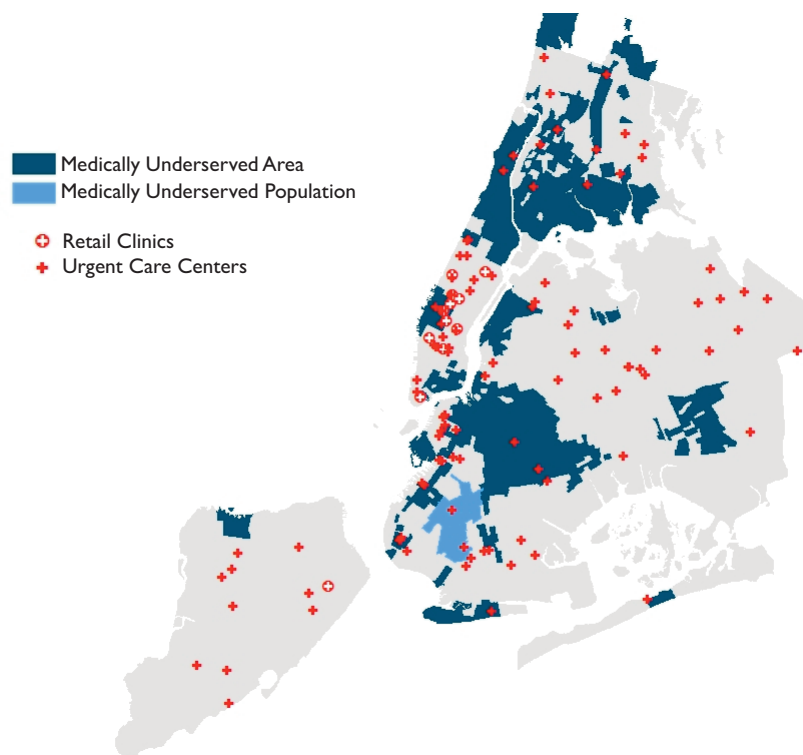 Medically Underserved Area
Medically Underserved Population
Retail Clinics
Urgent Care Centers